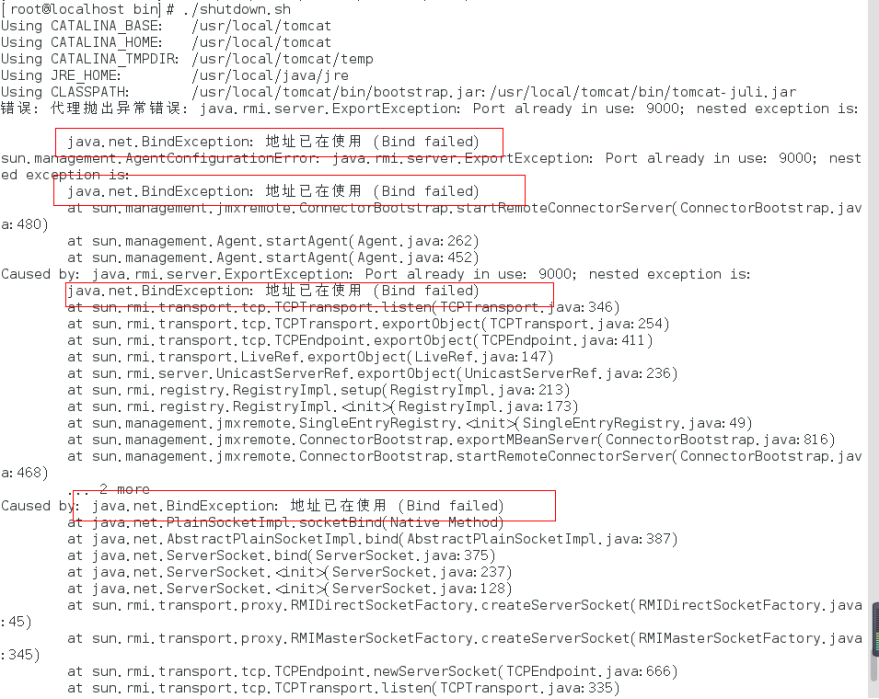 [root@localhost bin]# ./shutdown.sh
Using CATALINA_BASE:   /usr/local/tomcat
Using CATALINA_HOME:   /usr/local/tomcat
Using CATALINA_TMPDIR: /usr/local/tomcat/temp
Using JRE_HOME:        /usr/local/java/jre
Using CLASSPATH:       /usr/local/tomcat/bin/bootstrap.jar:/usr/local/tomcat/bin/tomcat-juli.jar
错误: 代理抛出异常错误: java.rmi.server.ExportException: Port already in use: 9000; nested exception is:
java.net.BindException: 地址已在使用 (Bind failed)
sun.management.AgentConfigurationError: java.rmi.server.ExportException: Port already in use: 9000; nest
ed exception is:
java.net.BindException: 地址已在使用 (Bind failed)
at sun.management.jmxremote.ConnectorBootstrap.startRemoteConnectorServer(ConnectorBootstrap.jav
a:480)
at sun.management.Agent.startAgent(Agent.java:262)
at sun.management.Agent.startAgent(Agent.java:452)
Caused by: java.rmi.server.ExportException: Port already in use: 9000; nested exception is:
java.net.BindException: 地址已在使用 (Bind failed)
at sun.rmi.transport.tcp.TCPTransport.listen(TCPTransport.java:346)
at sun.rmi.transport.tcp.TCPTransport.exportObject(TCPTransport.java:254)
at sun.rmi.transport.tcp.TCPEndpoint.exportObject(TCPEndpoint.java:411)
at sun.rmi.transport.LiveRef.exportObject(LiveRef.java:147)
at sun.rmi.server.UnicastServerRef.exportObject(UnicastServerRef.java:236)
at sun.rmi.registry.RegistryImpl.setup(RegistryImpl.java:213)
at sun.rmi.registry.RegistryImpl.<init>(RegistryImpl.java:173)
at sun.management.jmxremote.SingleEntryRegistry.<init>(SingleEntryRegistry.java:49)
at sun.management.jmxremote.ConnectorBootstrap.exportMBeanServer(ConnectorBootstrap.java:816)
at sun.management.jmxremote.ConnectorBootstrap.startRemoteConnectorServer(ConnectorBootstrap.jav
a:468)
... 2 more
Caused by: java.net.BindException: 地址已在使用 (Bind failed)
at java.net.PlainSocketImpl.socketBind(Native Method)
at java.net.AbstractPlainSocketImpl.bind(AbstractPlainSocketImpl.java:387)
at java.net.ServerSocket.bind(ServerSocket.java:375)
at java.net.ServerSocket.<init>(ServerSocket.java:237)
at java.net.ServerSocket.<init>(ServerSocket.java:128)
at sun.rmi.transport.proxy.RMIDirectSocketFactory.createServerSocket(RMIDirectSocketFactory.java
:45)
at sun.rmi.transport.proxy.RMIMasterSocketFactory.createServerSocket(RMIMasterSocketFactory.java
:345)
at sun.rmi.transport.tcp.TCPEndpoint.newServerSocket(TCPEndpoint.java:666)
at sun.rmi.transport.tcp.TCPTransport.listen(TCPTransport.java:335)